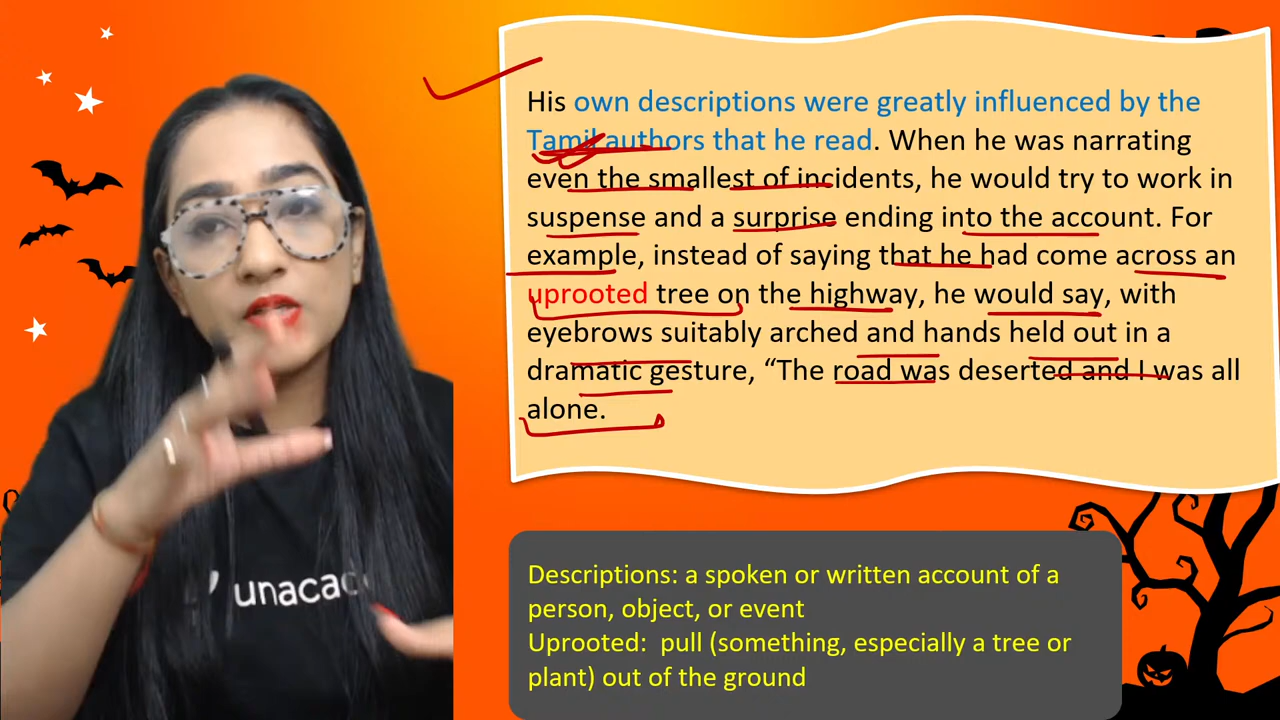 His own descriptions were greatly influenced by the
Tamil authors that he read. When he was narrating
even the smallest of incidents, he would try to work in
suspense and a surprise ending into the account. For
example, instead of saying that he had come across an
uprooted tree on the highway, he would say, with
eyebrows suitably arched and hands held out in a
dramatic gesture, “The road was deserted and I was all
alone.
unacad
Descriptions: a spoken or written account of a
person, object, or event
Uprooted: pull (something, especially a tree or
plant) out of the ground